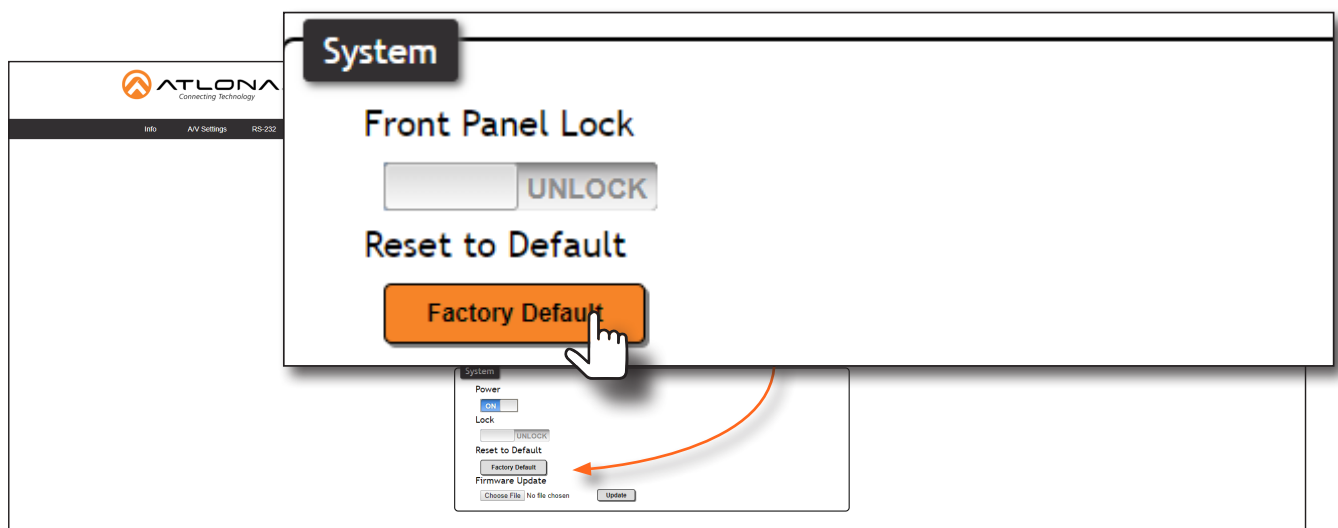 System
Front Panel Lock
UNLOCK
Reset to Default
Factory Default
ATLONA
Connecting Technology
Info A/V Settings RS-232
System
Power
ON
Lock
UNLOCK
Reset to Default
Factory Default
Firmware Update
Choose File No file chosen Update